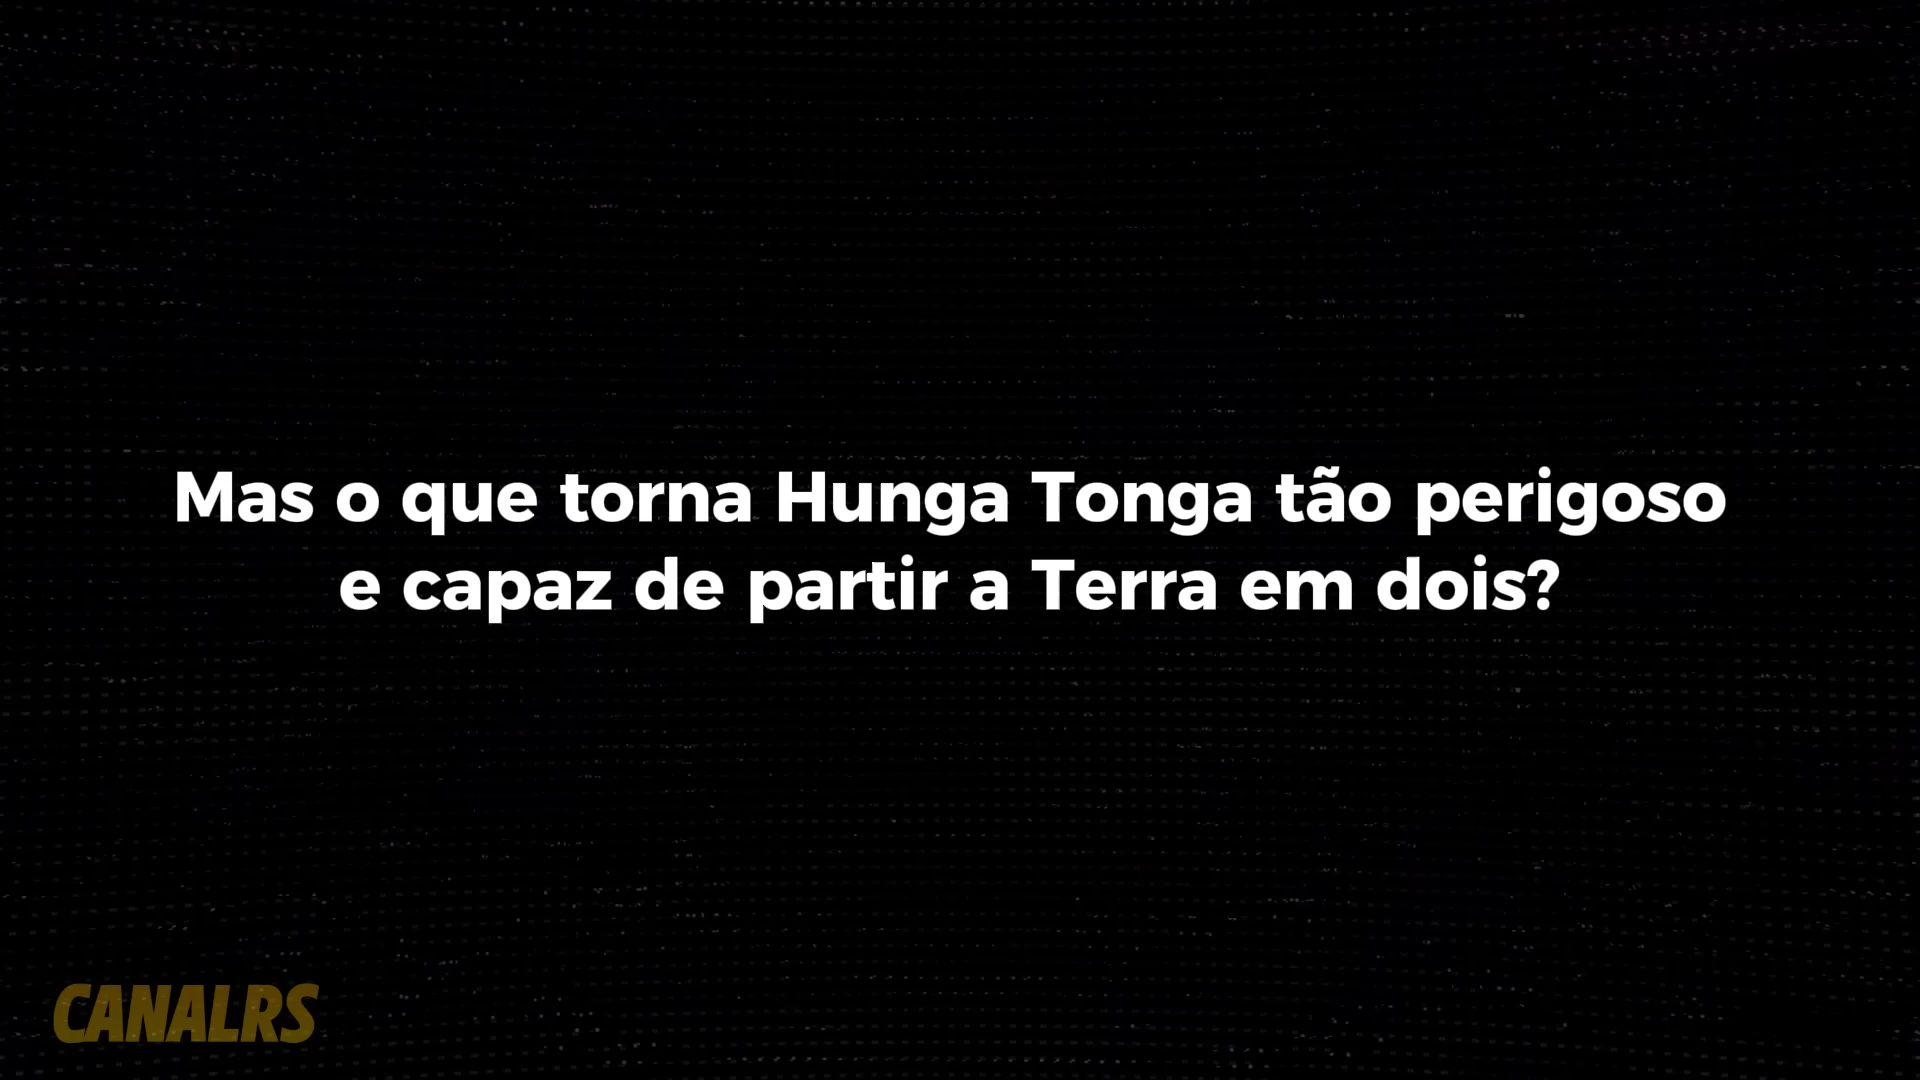 Mas o que torna Hunga Tonga tão perigoso
e capaz de partir a Terra em dois?
CANALRS